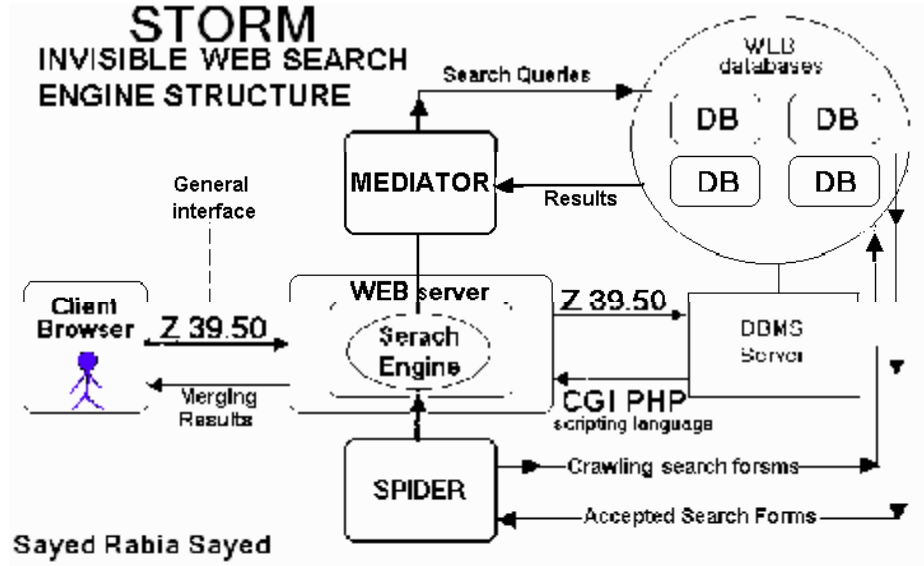 STORM
INVISIBLE WEB SEARCH
ENGINE STRUCTURE
Search Queries
WEB
databases
DB
DB
DB
DB
MEDIATOR
Results
General
interface
Client
Browser
Z 39.50
Merging
Results
WEB server
Serach
Engine
Z 39.50
DBMS
Server
CGI PHP
scripting language
SPIDER
Crawling search forsms
Accepted Search Forms
Sayed Rabia Sayed